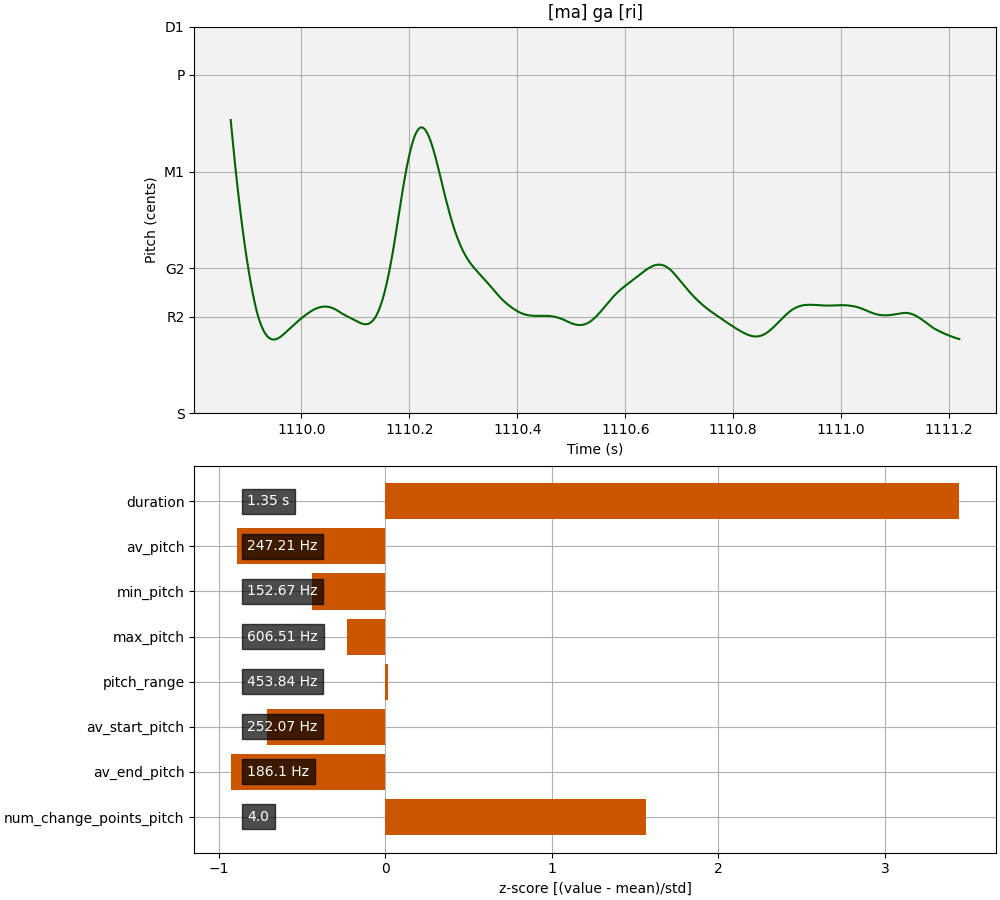 [ma] ga [ri]
D1
P
M1
G2
R2
S
Pitch (cents)
1110.0 1110.2 1110.4 1110.6 1110.8 1111.0 1111.2
Time (s)
duration 1.35 s
av_pitch 247.21 Hz
min_pitch 152.67 Hz
max_pitch 606.51 Hz
pitch_range 453.84 Hz
av_start_pitch 252.07 Hz
av_end_pitch 186.1 Hz
num_change_points_pitch 4.0
−1 0 1 2 3
z-score [(value - mean)/std]